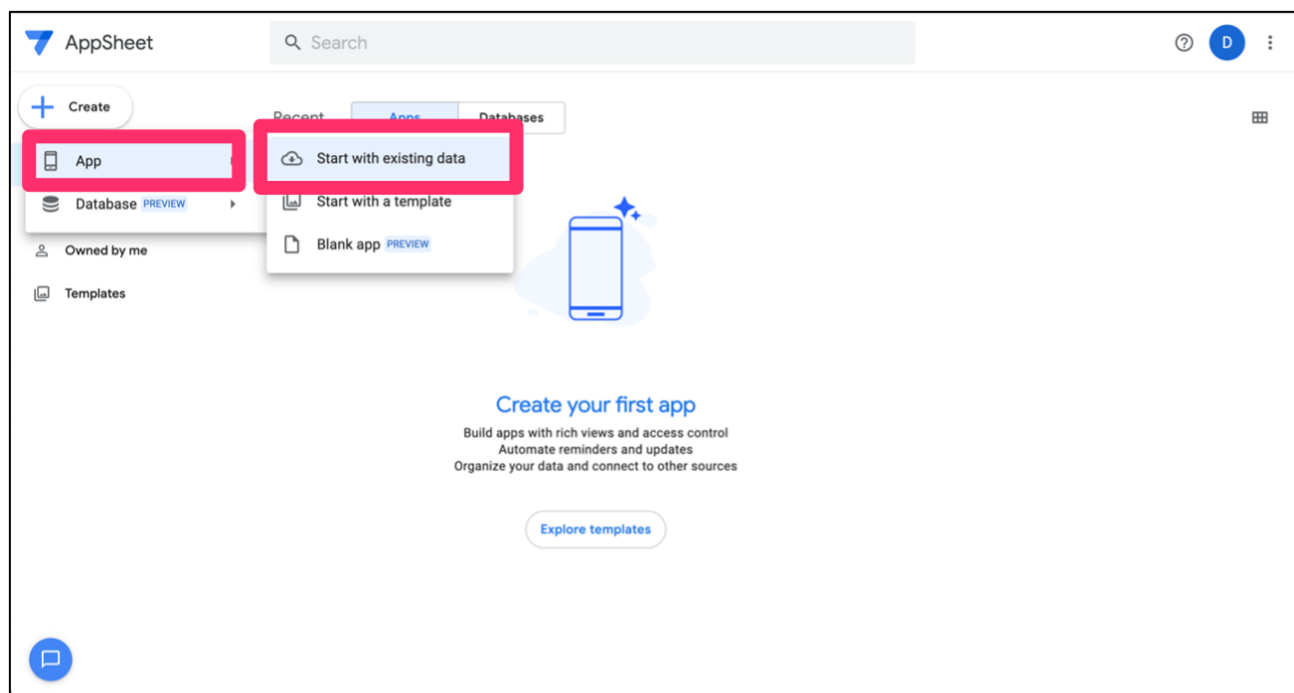 AppSheet
Search
D
Create
Recent
Apps
Databases
App
Start with existing data
Database PREVIEW
Start with a template
Blank app PREVIEW
Owned by me
Templates
Create your first app
Build apps with rich views and access control
Automate reminders and updates
Organize your data and connect to other sources
Explore templates